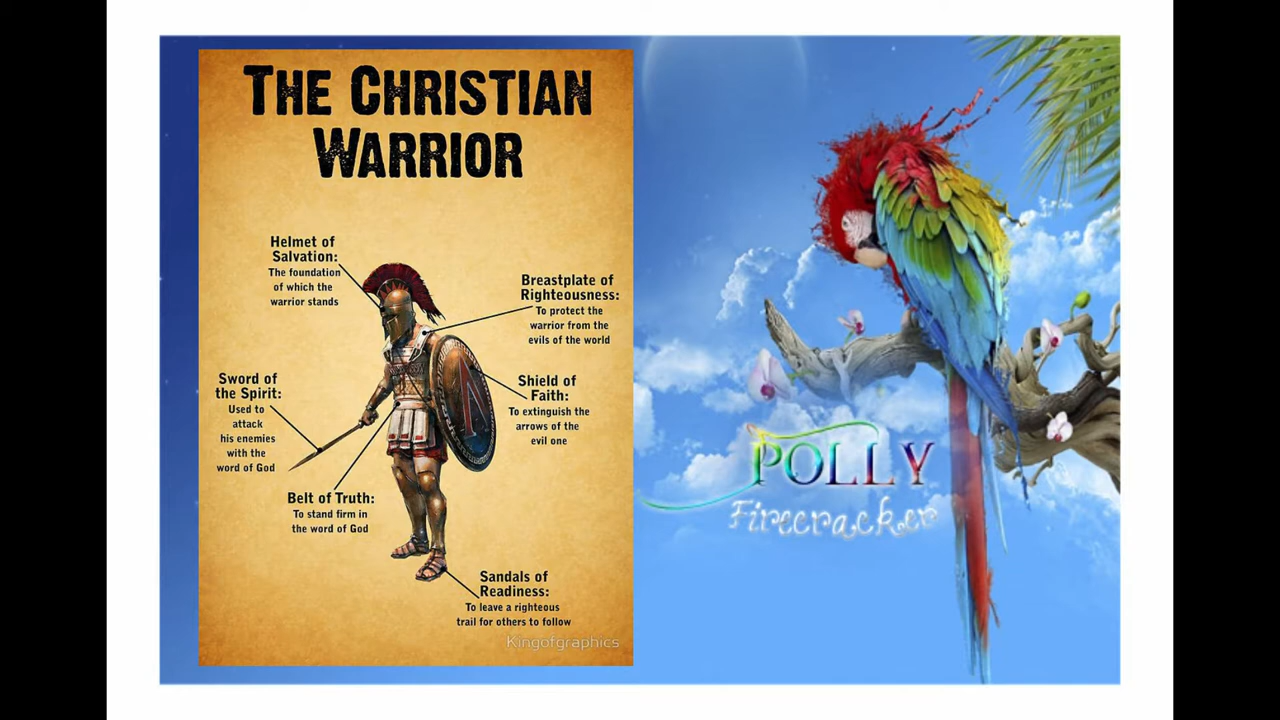 THE CHRISTIAN
WARRIOR
Helmet of
Salvation:
The foundation
of which the
warrior stands
Breastplate of
Righteousness:
To protect the
warrior from the
evils of the world
Sword of
the Spirit:
Used to
attack
his enemies
with the
word of God
Shield of
Faith:
To extinguish the
arrows of the
evil one
Belt of Truth:
To stand firm in
the word of God
Sandals of
Readiness:
To leave a righteous
trail for others to follow
Kingofgraphics
POLLY
Firecracker